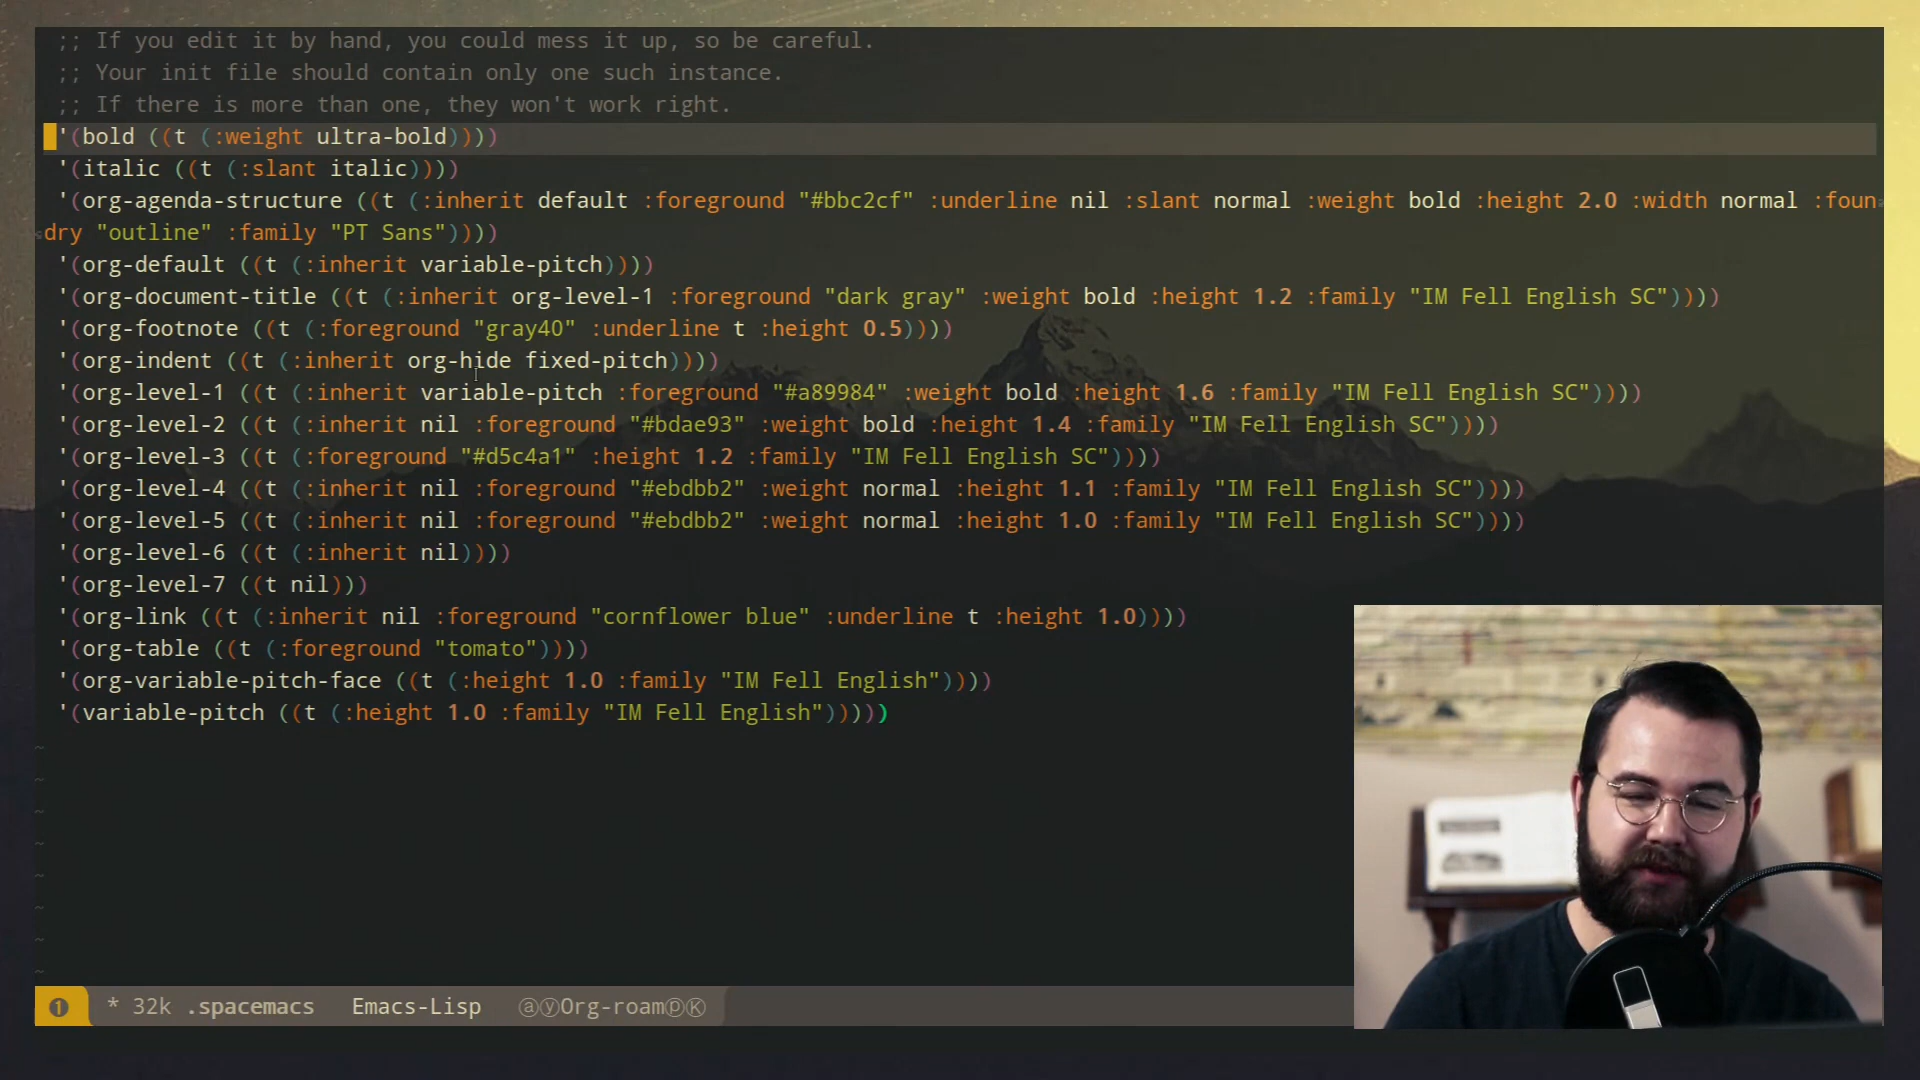 ;; If you edit it by hand, you could mess it up, so be careful.
;; Your init file should contain only one such instance.
;; If there is more than one, they won't work right.
'(bold ((t (:weight ultra-bold))))
'(italic ((t (:slant italic))))
'(org-agenda-structure ((t (:inherit default :foreground "#bbc2cf" :underline nil :slant normal :weight bold :height 2.0 :width normal :foun
dry "outline" :family "PT Sans"))))
'(org-default ((t (:inherit variable-pitch))))
'(org-document-title ((t (:inherit org-level-1 :foreground "dark gray" :weight bold :height 1.2 :family "IM Fell English SC"))))
'(org-footnote ((t (:foreground "gray40" :underline t :height 0.5))))
'(org-indent ((t (:inherit org-hide fixed-pitch))))
'(org-level-1 ((t (:inherit variable-pitch :foreground "#a89984" :weight bold :height 1.6 :family "IM Fell English SC"))))
'(org-level-2 ((t (:inherit nil :foreground "#bdae93" :weight bold :height 1.4 :family "IM Fell English SC"))))
'(org-level-3 ((t (:foreground "#d5c4a1" :height 1.2 :family "IM Fell English SC"))))
'(org-level-4 ((t (:inherit nil :foreground "#ebdbb2" :weight normal :height 1.1 :family "IM Fell English SC"))))
'(org-level-5 ((t (:inherit nil :foreground "#ebdbb2" :weight normal :height 1.0 :family "IM Fell English SC"))))
'(org-level-6 ((t (:inherit nil))))
'(org-level-7 ((t nil)))
'(org-link ((t (:inherit nil :foreground "cornflower blue" :underline t :height 1.0))))
'(org-table ((t (:foreground "tomato"))))
'(org-variable-pitch-face ((t (:height 1.0 :family "IM Fell English"))))
'(variable-pitch ((t (:height 1.0 :family "IM Fell English")))))
~
~
~
~
~
~
~
~
❶ * 32k .spacemacs Emacs-Lisp ⓐⓨOrg-roamⓟⓀ